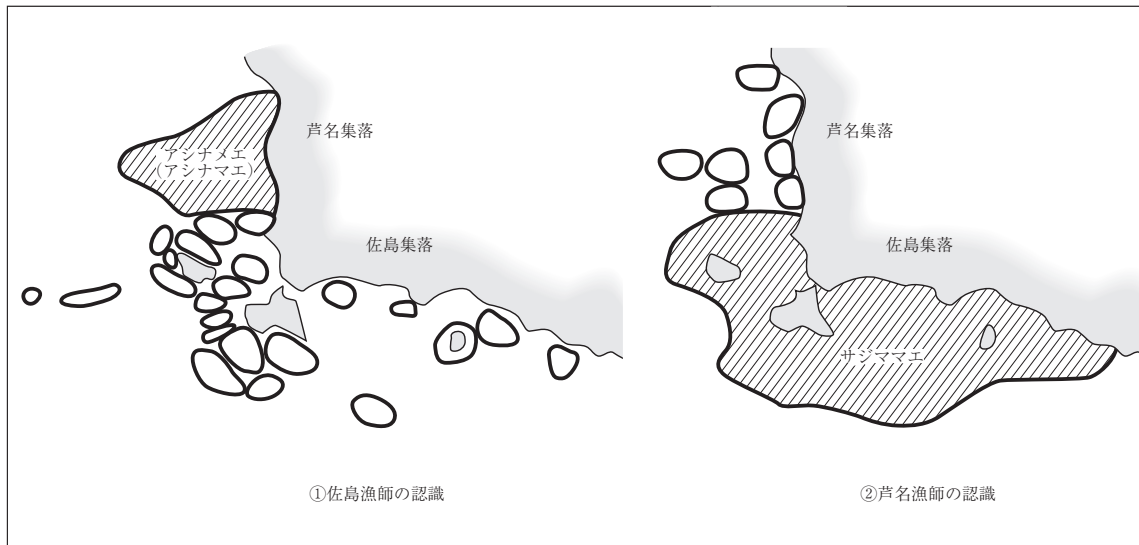 芦名集落
アシナメエ
(アシナマエ)
佐島集落
①佐島漁師の認識
芦名集落
佐島集落
サジママエ
②芦名漁師の認識